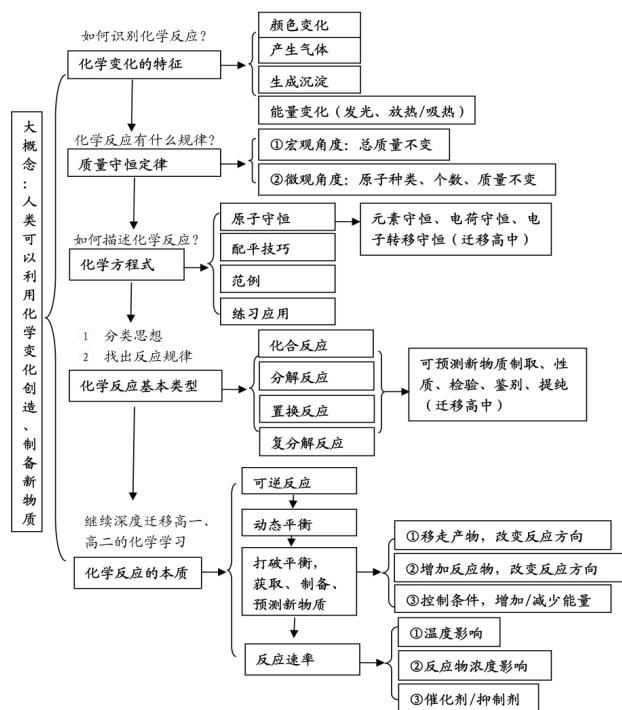 大概念：人类可以利用化学变化创造、制备新物质
如何识别化学反应？
化学变化的特征
颜色变化
产生气体
生成沉淀
能量变化（发光、放热/吸热）
化学反应有什么规律？
质量守恒定律
①宏观角度：总质量不变
②微观角度：原子种类、个数、质量不变
如何描述化学反应？
化学方程式
原子守恒
配平技巧
范例
练习应用
元素守恒、电荷守恒、电
子转移守恒（迁移高中）
① 分类思想
② 找出反应规律
化学反应基本类型
化合反应
分解反应
置换反应
复分解反应
可预测新物质制取、性
质、检验、鉴别、提纯
（迁移高中）
继续深度迁移高一、
高二的化学学习
化学反应的本质
可逆反应
动态平衡
打破平衡，
获取、制备、
预测新物质
反应速率
①移走产物，改变反应方向
②增加反应物，改变反应方向
③控制条件，增加/减少能量
①温度影响
②反应物浓度影响
③催化剂/抑制剂